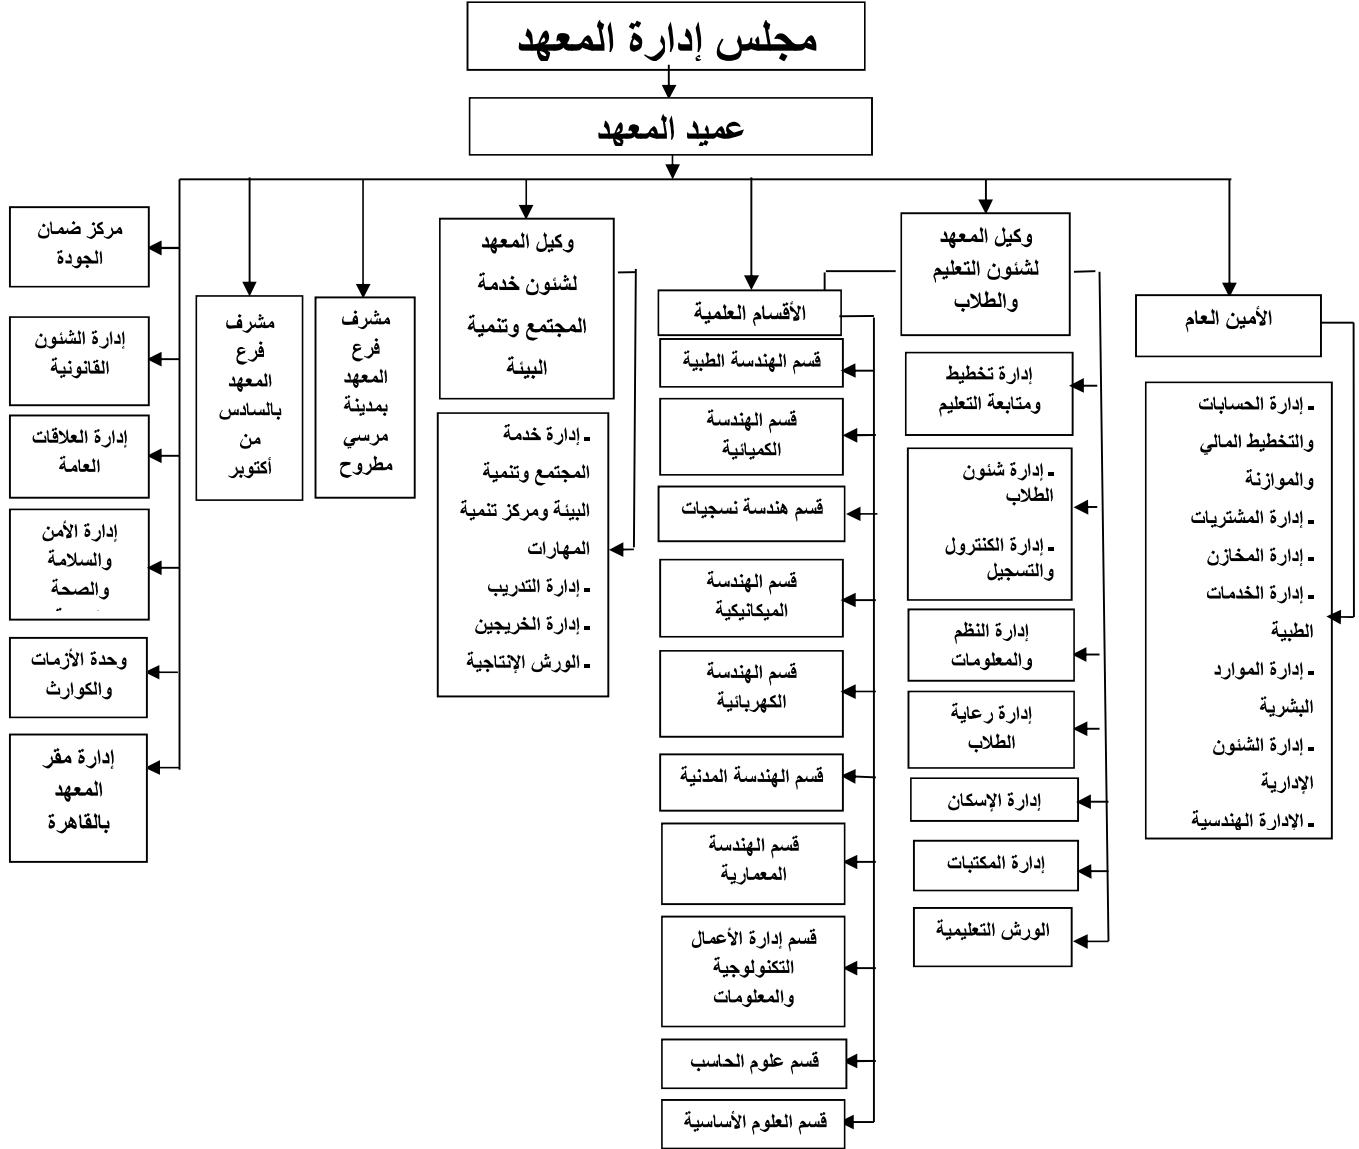 مجلس إدارة المعهد
عميد المعهد
الأمين العام
- إدارة الحسابات
والتخطيط المالي
والموازنة
- إدارة المشتريات
- إدارة المخازن
- إدارة الخدمات
الطبية
- إدارة الموارد
البشرية
- إدارة الشئون
الإدارية
- الإدارة الهندسية
وكيل المعهد
لشئون التعليم
والطلاب
إدارة تخطيط
ومتابعة التعليم
- إدارة شئون
الطلاب
- إدارة الكنترول
والتسجيل
إدارة النظم
والمعلومات
إدارة رعاية
الطلاب
إدارة الإسكان
إدارة المكتبات
الورش التعليمية
الأقسام العلمية
قسم الهندسة الطبية
قسم الهندسة
الكميائية
قسم هندسة نسجيات
قسم الهندسة
الميكانيكية
قسم الهندسة
الكهربائية
قسم الهندسة المدنية
قسم الهندسة
المعمارية
قسم إدارة الأعمال
التكنولوجية
والمعلومات
قسم علوم الحاسب
قسم العلوم الأساسية
وكيل المعهد
لشئون خدمة
المجتمع وتنمية
البيئة
- إدارة خدمة
المجتمع وتنمية
البيئة ومركز تنمية
المهارات
- إدارة التدريب
- إدارة الخريجين
- الورش الإنتاجية
مشرف
فرع
المعهد
بمدينة
مرسي
مطروح
مشرف
فرع
المعهد
بالسادس
من
أكتوبر
مركز ضمان
الجودة
إدارة الشئون
القانونية
إدارة العلاقات
العامة
إدارة الأمن
والسلامة
والصحة
وحدة الأزمات
والكوارث
إدارة مقر
المعهد
بالقاهرة